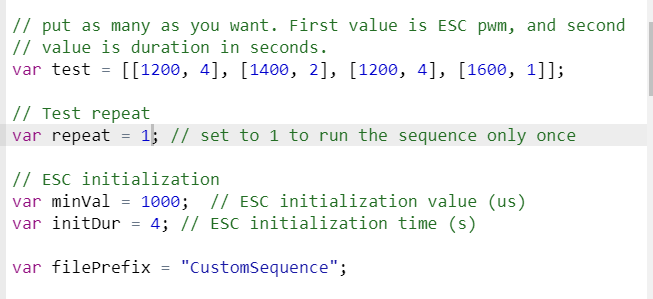 // put as many as you want. First value is ESC pwm, and second
// value is duration in seconds.
var test = [[1200, 4], [1400, 2], [1200, 4], [1600, 1]];
// Test repeat
var repeat = 1; // set to 1 to run the sequence only once
// ESC initialization
var minVal = 1000;  // ESC initialization value (us)
var initDur = 4; // ESC initialization time (s)
var filePrefix = "CustomSequence";